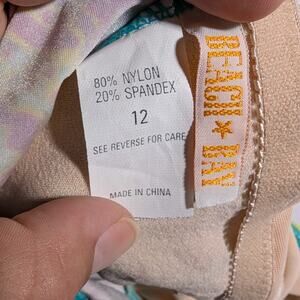 80% NYLON
20% SPANDEX
12
SEE REVERSE FOR CARE
MADE IN CHINA
BEACH ★ BAY